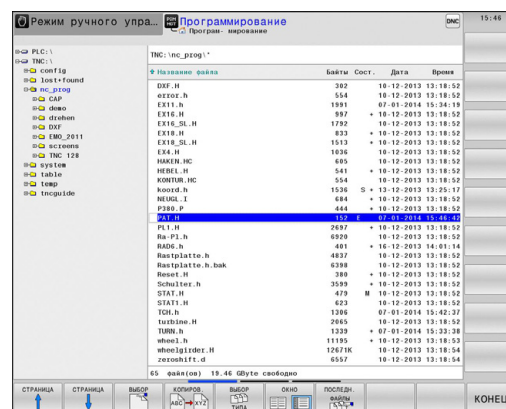 Режим ручного упра…
Программирование
Програм- мирование
DNC
15:46
PLC:\
TNC:\
config
lost+found
nc_prog
CAP
demo
drehen
DXF
EMO_2011
screens
TNC 128
system
table
temp
tncguide
TNC:\nc_prog\*
Название файла Байты Сост. Дата Время
DXF.H 302 10-12-2013 13:18:52
error.h 554 10-12-2013 13:18:52
EX11.h 1991 07-01-2014 15:34:19
EX16.H 997 + 10-12-2013 13:18:52
EX16_SL.H 1792 10-12-2013 13:18:52
EX18.H 833 + 10-12-2013 13:18:52
EX18_SL.H 1513 + 10-12-2013 13:18:52
EX4.H 1036 10-12-2013 13:18:52
HAKEN.HC 605 10-12-2013 13:18:52
HEBEL.H 541 + 10-12-2013 13:18:52
KONTUR.HC 554 10-12-2013 13:18:52
koord.h 1536 S + 13-12-2013 13:25:17
NEUGL.I 684 + 10-12-2013 13:18:52
P380.P 444 + 10-12-2013 13:18:52
PAT.H 152 E 07-01-2014 15:46:42
PL1.H 2697 + 10-12-2013 13:18:52
Ra-Pl.h 6920 10-12-2013 13:18:52
RAD6.h 401 + 16-12-2013 14:01:14
Rastplatte.h 4837 10-12-2013 13:18:52
Rastplatte.h.bak 6398 10-12-2013 13:18:52
Reset.H 380 + 10-12-2013 13:18:52
Schulter.h 3599 + 10-12-2013 13:18:52
STAT.H 479 M 10-12-2013 13:18:52
STAT1.H 623 10-12-2013 13:18:52
TCH.h 1306 07-01-2014 15:42:37
turbine.H 2065 10-12-2013 13:18:52
TURN.h 1339 + 07-01-2014 15:33:38
wheel.h 11195 + 10-12-2013 13:18:53
wheelgirder.H 12671K 10-12-2013 13:18:54
zeroshift.d 6557 10-12-2013 13:18:54
65 файл(ов) 19.46 GByte свободно
СТРАНИЦА
СТРАНИЦА
ВЫБОР
КОПИРОВ.
ABC XYZ
ВЫБОР
ТИПА
ОКНО
ПОСЛЕДН.
ФАЙЛЫ
КОНЕЦ